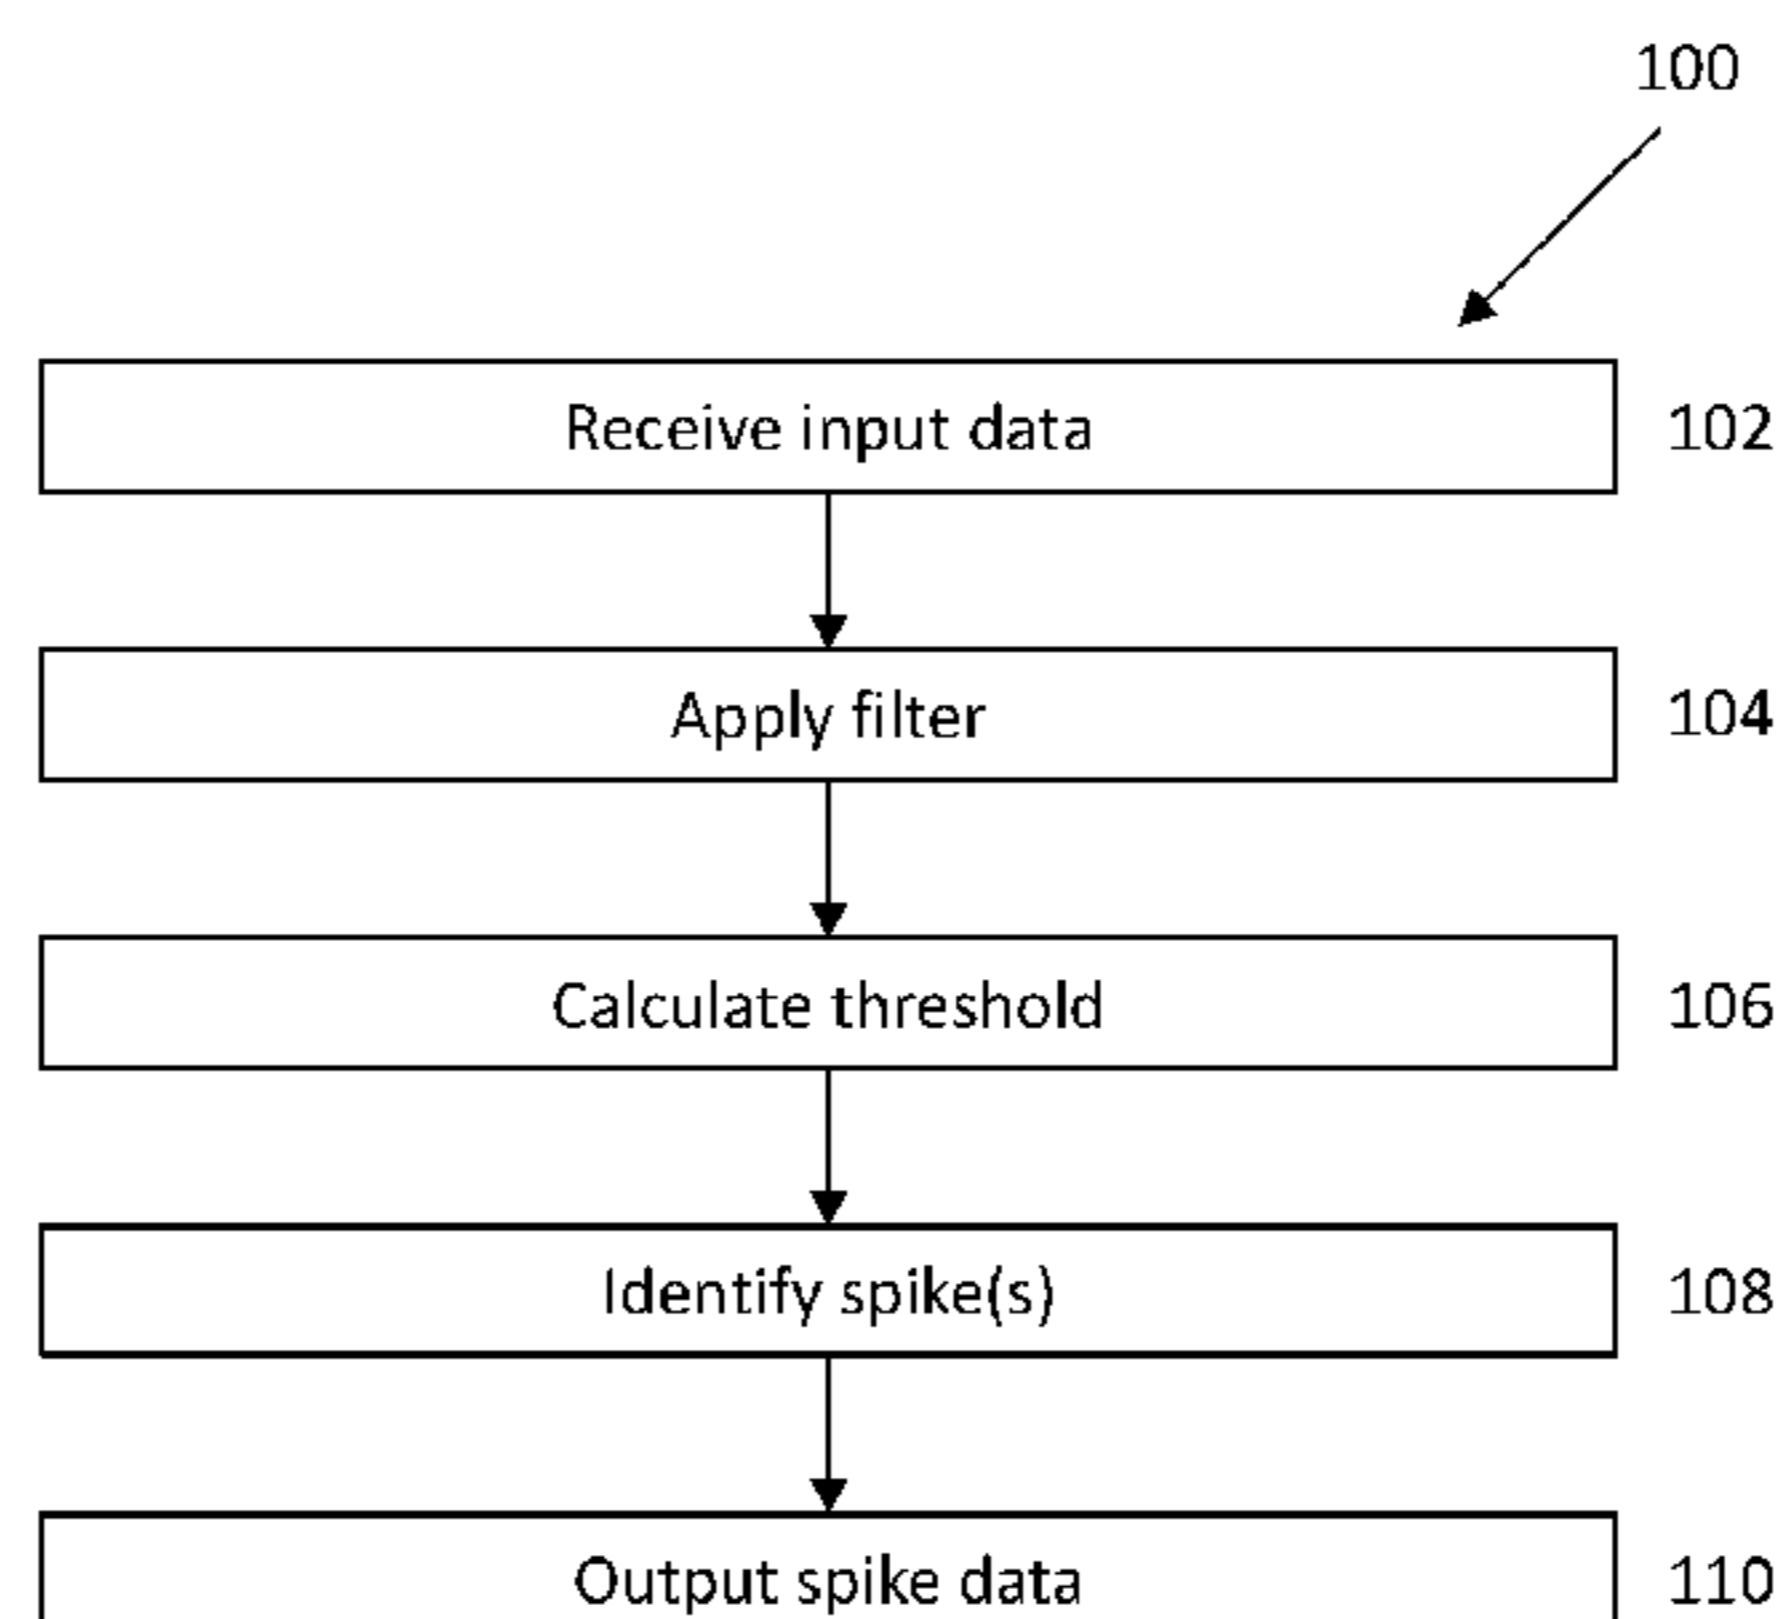 100
Receive input data 102
Apply filter 104
Calculate threshold 106
Identify spike(s) 108
Output spike data 110